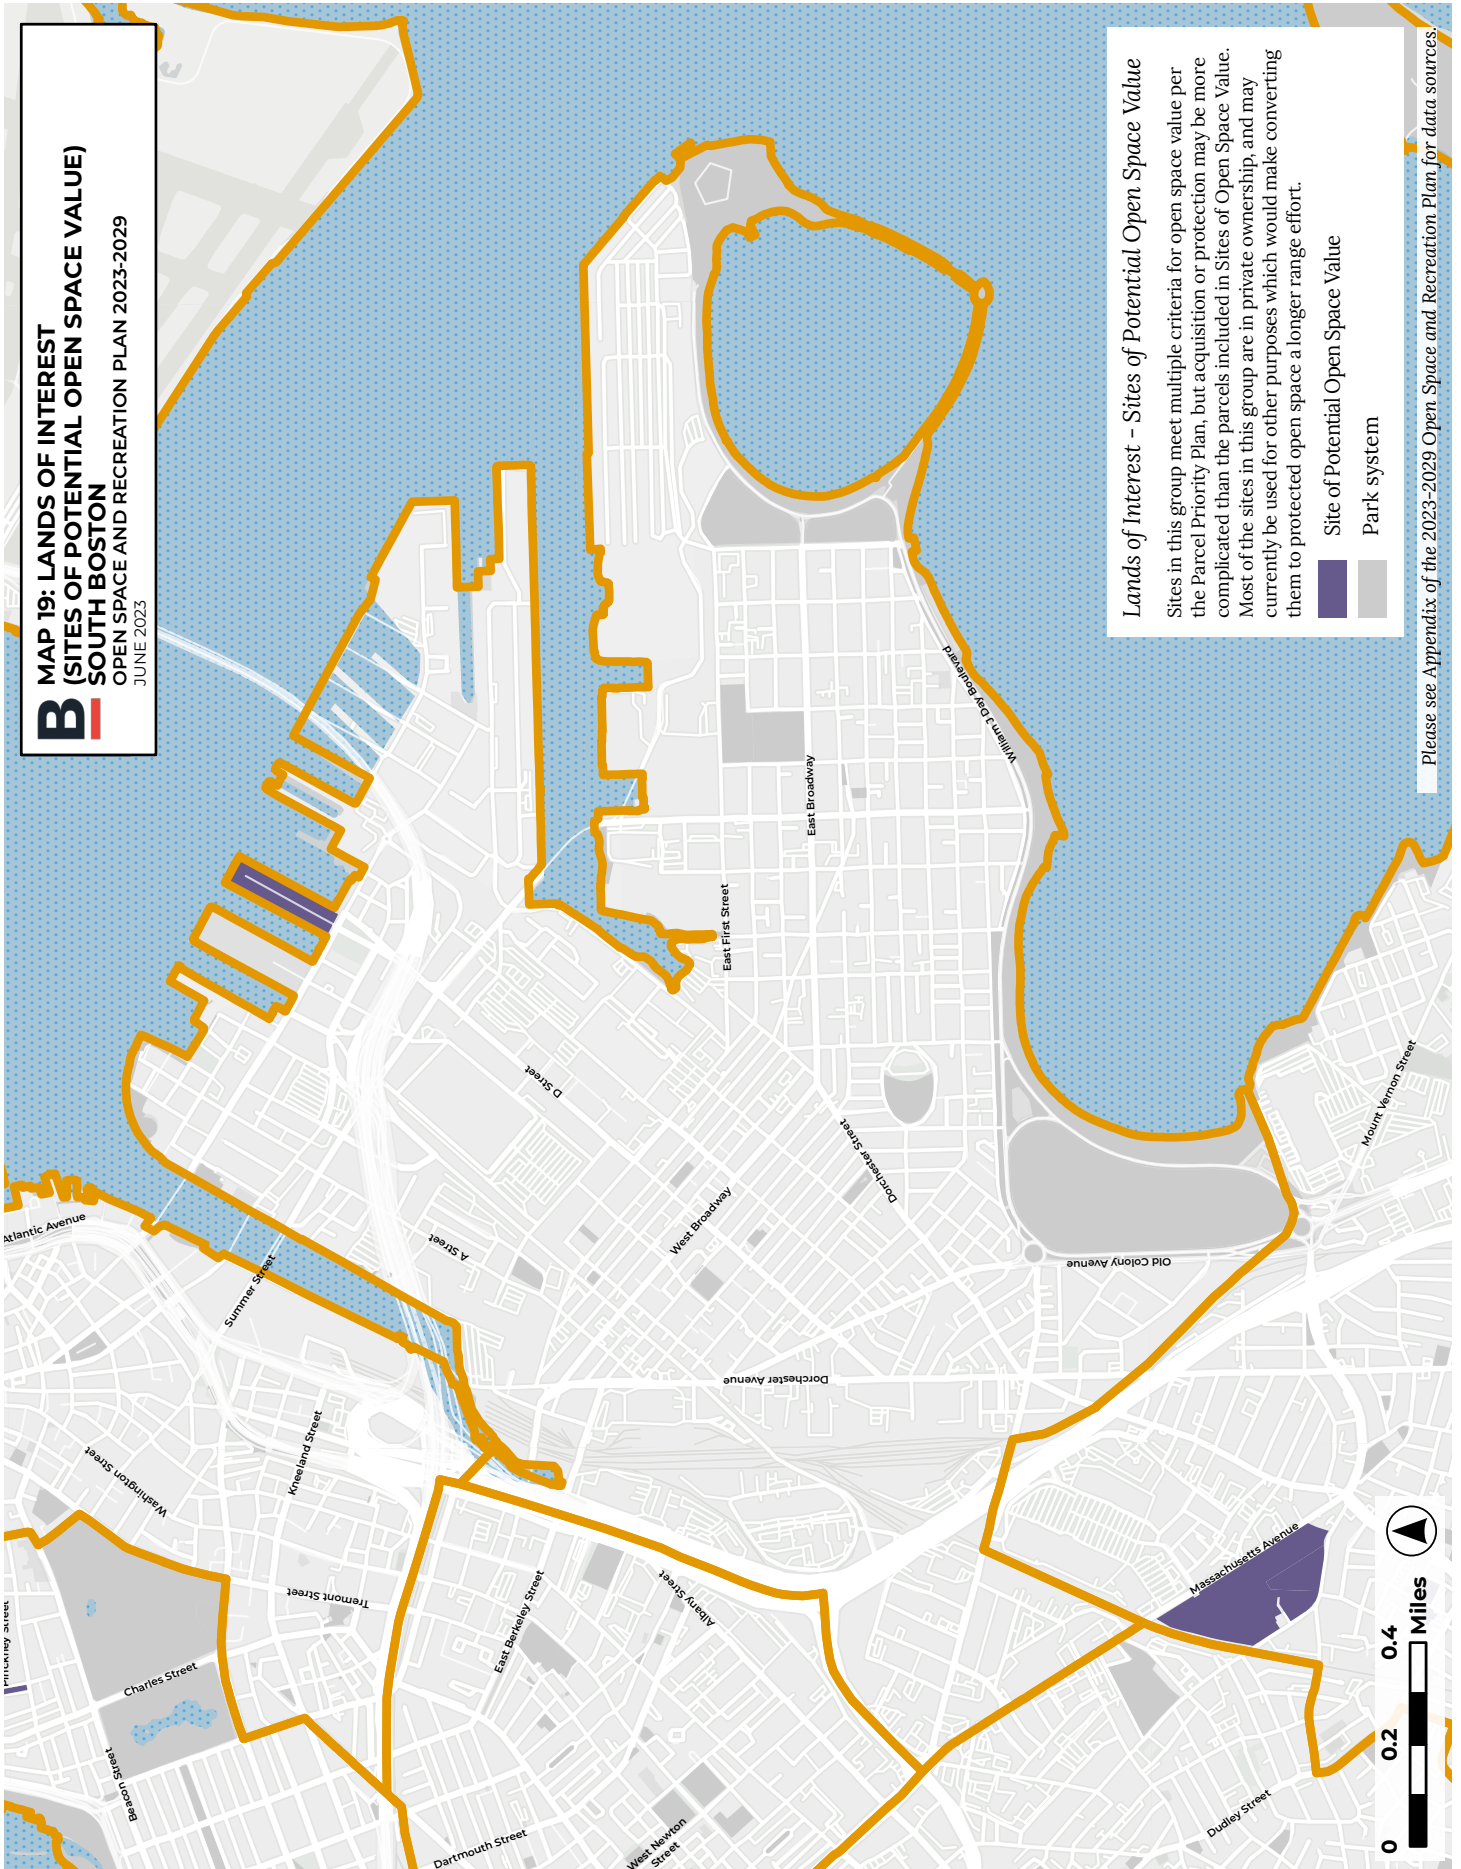 B
MAP 19: LANDS OF INTEREST
(SITES OF POTENTIAL OPEN SPACE VALUE)
SOUTH BOSTON
OPEN SPACE AND RECREATION PLAN 2023-2029
JUNE 2023
Lands of Interest - Sites of Potential Open Space Value
Sites in this group meet multiple criteria for open space value per
the Parcel Priority Plan, but acquisition or protection may be more
complicated than the parcels included in Sites of Open Space Value.
Most of the sites in this group are in private ownership, and may
currently be used for other purposes which would make converting
them to protected open space a longer range effort.
Site of Potential Open Space Value
Park system
Please see Appendix of the 2023-2029 Open Space and Recreation Plan for data sources.
William J Day Boulevard
East Broadway
East First Street
D Street
Dorchester Street
West Broadway
A Street
Old Colony Avenue
Mount Vernon Street
Atlantic Avenue
Summer Street
Dorchester Avenue
Kneeland Street
Washington Street
Tremont Street
Charles Street
Pinckney Street
Beacon Street
East Berkeley Street
Albany Street
Massachusetts Avenue
Dartmouth Street
West Newton
Street
Dudley Street
0
0.2
0.4
Miles